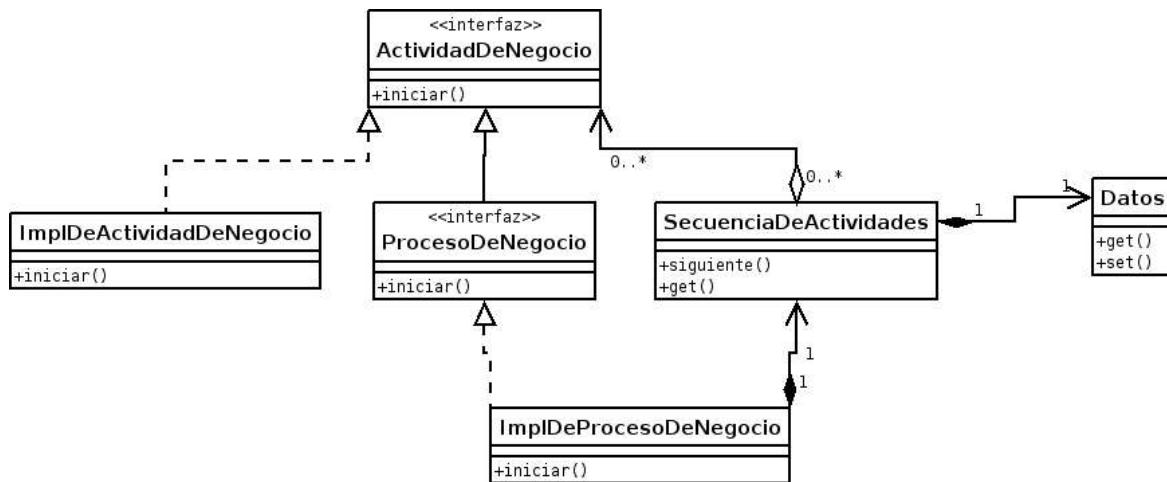 <<interfaz>>
ActividadDeNegocio
+iniciar()
0..*
0..*
ImplDeActividadDeNegocio
+iniciar()
<<interfaz>>
ProcesoDeNegocio
+iniciar()
SecuenciaDeActividades
+siguiente()
+get()
1
1
Datos
+get()
+set()
1
1
ImplDeProcesoDeNegocio
+iniciar()